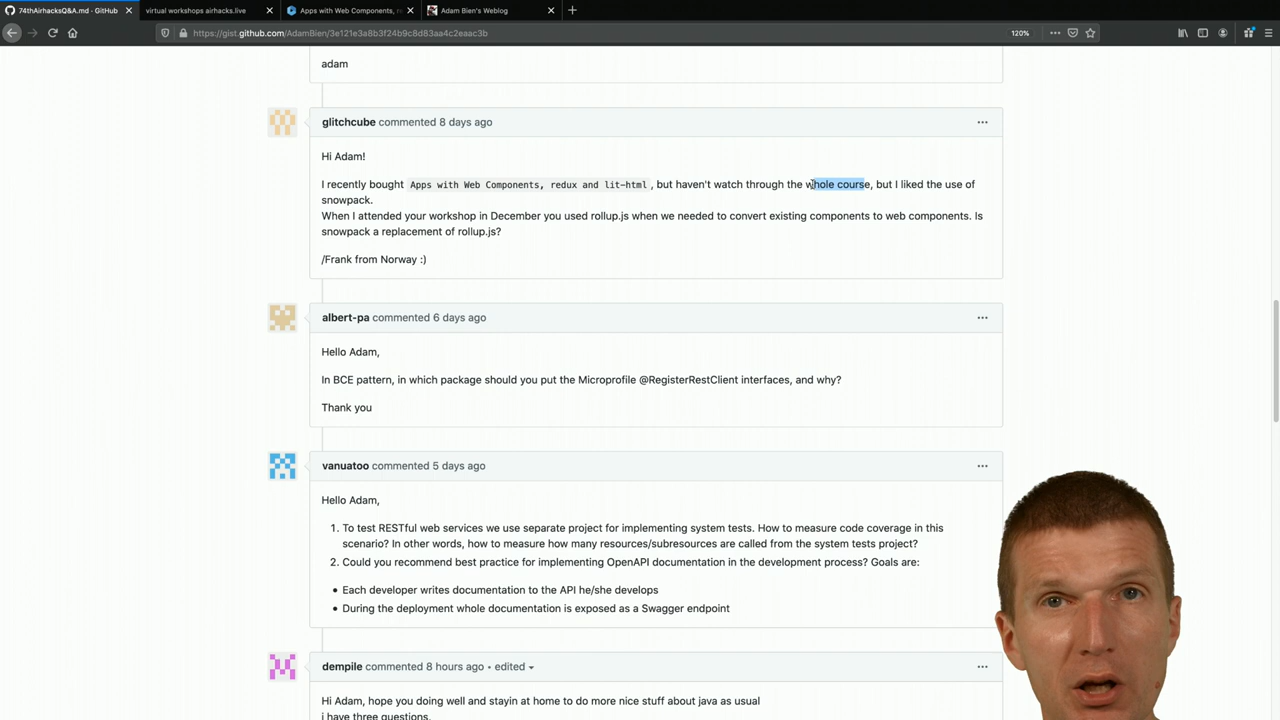 74thAirhacksQ&A.md · GitHub
virtual workshops airhacks.live
Apps with Web Components, r
Adam Bien's Weblog
https://gist.github.com/AdamBien/3e121e3a8b3f24b9c8d83aa4c2eaac3b
120%
adam
glitchcube commented 8 days ago
Hi Adam!
I recently bought Apps with Web Components, redux and lit-html, but haven't watch through the whole course, but I liked the use of
snowpack.
When I attended your workshop in December you used rollup.js when we needed to convert existing components to web components. Is
snowpack a replacement of rollup.js?
/Frank from Norway :)
albert-pa commented 6 days ago
Hello Adam,
In BCE pattern, in which package should you put the Microprofile @RegisterRestClient interfaces, and why?
Thank you
vanuatoo commented 5 days ago
Hello Adam,
1. To test RESTful web services we use separate project for implementing system tests. How to measure code coverage in this
scenario? In other words, how to measure how many resources/subresources are called from the system tests project?
2. Could you recommend best practice for implementing OpenAPI documentation in the development process? Goals are:
• Each developer writes documentation to the API he/she develops
• During the deployment whole documentation is exposed as a Swagger endpoint
dempile commented 8 hours ago • edited
Hi Adam, hope you doing well and stayin at home to do more nice stuff about java as usual
i have three questions.